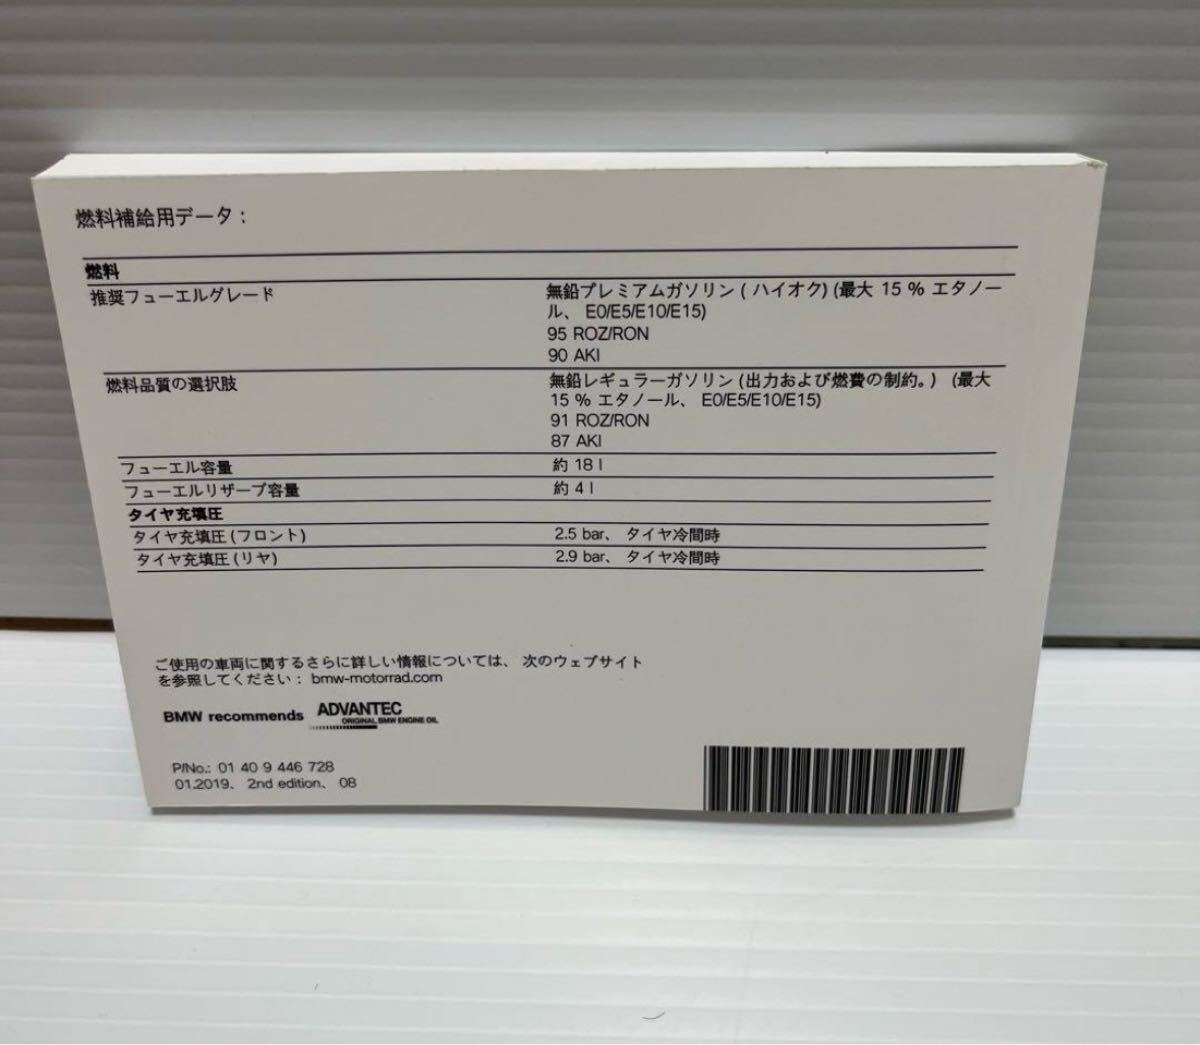 燃料補給用データ：
燃料
推奨フューエルグレード
無鉛プレミアムガソリン ( ハイオク) (最大 15 % エタノー
ル、 E0/E5/E10/E15)
95 ROZ/RON
90 AKI
燃料品質の選択肢
無鉛レギュラーガソリン (出力および燃費の制約。) (最大
15 % エタノール、 E0/E5/E10/E15)
91 ROZ/RON
87 AKI
フューエル容量
約 18 l
フューエルリザーブ容量
約 4 l
タイヤ充填圧
タイヤ充填圧 (フロント)
2.5 bar、 タイヤ冷間時
タイヤ充填圧 (リヤ)
2.9 bar、 タイヤ冷間時
ご使用の車両に関するさらに詳しい情報については、 次のウェブサイト
を参照してください： bmw-motorrad.com
BMW recommends
ADVANTEC
ORIGINAL BMW ENGINE OIL
P/No.: 01 40 9 446 728
01.2019、 2nd edition、 08